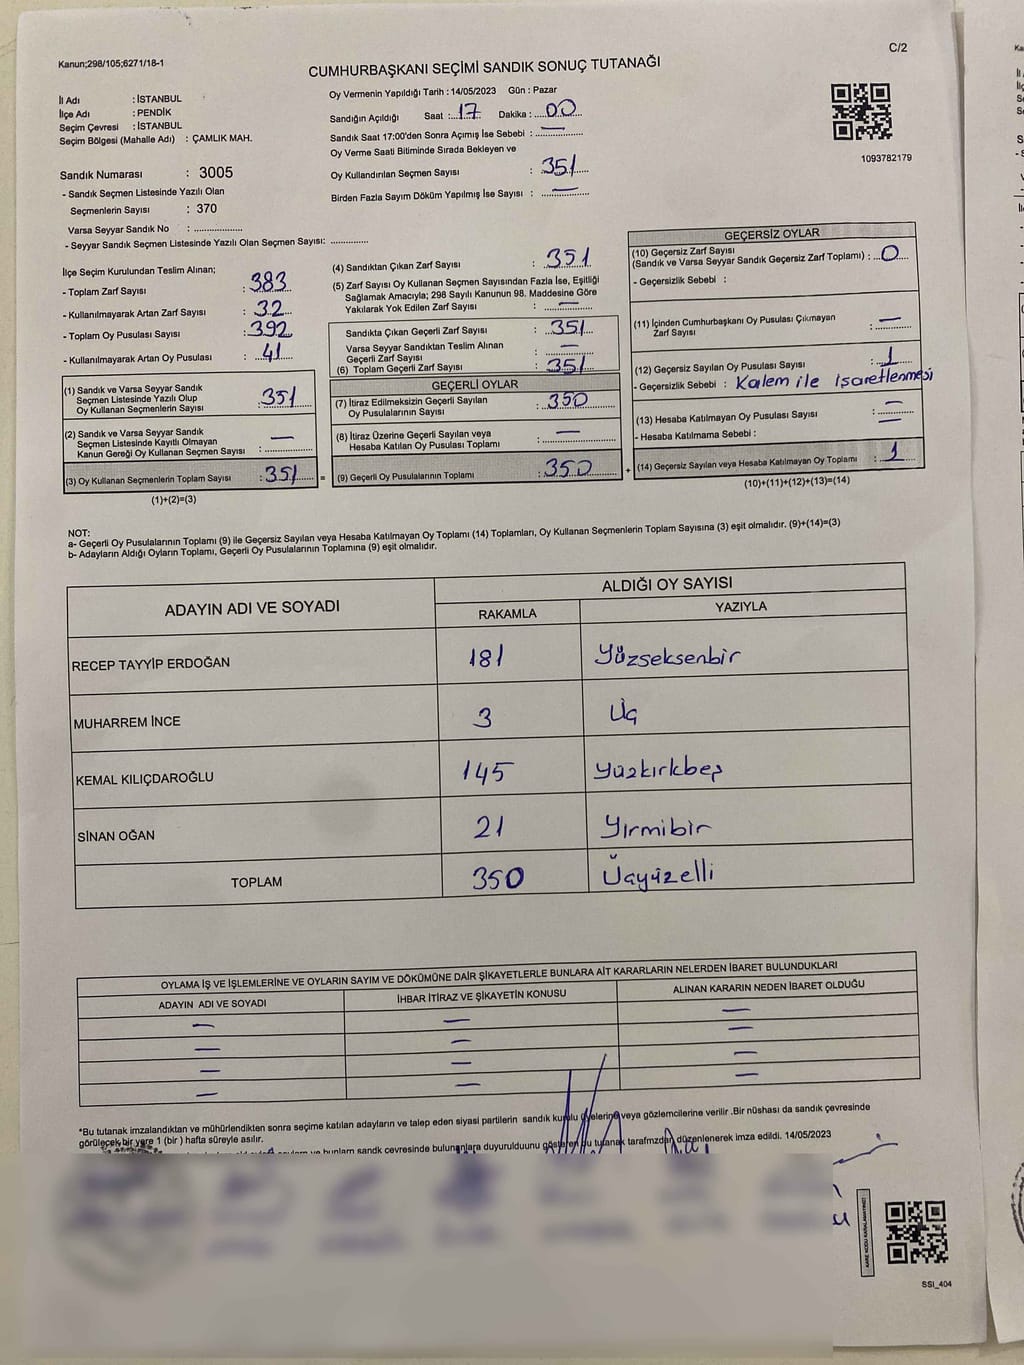 C/2
Kanun;298/105;6271/18-1
CUMHURBAŞKANI SEÇİMİ SANDIK SONUÇ TUTANAĞI
İl Adı : İSTANBUL
İlçe Adı : PENDİK
Seçim Çevresi : İSTANBUL
Seçim Bölgesi (Mahalle Adı) : ÇAMLIK MAH.
Sandık Numarası : 3005
- Sandık Seçmen Listesinde Yazılı Olan
Seçmenlerin Sayısı : 370
Varsa Seyyar Sandık No : ..................
- Seyyar Sandık Seçmen Listesinde Yazılı Olan Seçmen Sayısı: ..............
Oy Vermenin Yapıldığı Tarih : 14/05/2023 Gün : Pazar
Sandığın Açıldığı Saat : 17 Dakika : 00
Sandık Saat 17:00'den Sonra Açımış İse Sebebi : —
Oy Verme Saati Bitiminde Sırada Bekleyen ve
Oy Kullandırılan Seçmen Sayısı : 351
Birden Fazla Sayım Döküm Yapılmış İse Sayısı : —
1093782179
İlçe Seçim Kurulundan Teslim Alınan;
- Toplam Zarf Sayısı : 383
- Kullanılmayarak Artan Zarf Sayısı : 32
- Toplam Oy Pusulası Sayısı : 392
- Kullanılmayarak Artan Oy Pusulası : 41
(1) Sandık ve Varsa Seyyar Sandık
Seçmen Listesinde Yazılı Olup
Oy Kullanan Seçmenlerin Sayısı : 351
(2) Sandık ve Varsa Seyyar Sandık
Seçmen Listesinde Kayıtlı Olmayan
Kanun Gereği Oy Kullanan Seçmen Sayısı : —
(3) Oy Kullanan Seçmenlerin Toplam Sayısı : 351 =
(1)+(2)=(3)
(4) Sandıktan Çıkan Zarf Sayısı : 351
(5) Zarf Sayısı Oy Kullanan Seçmen Sayısından Fazla İse, Eşitliği
Sağlamak Amacıyla; 298 Sayılı Kanunun 98. Maddesine Göre
Yakılarak Yok Edilen Zarf Sayısı : —
Sandıkta Çıkan Geçerli Zarf Sayısı : 351
Varsa Seyyar Sandıktan Teslim Alınan
Geçerli Zarf Sayısı : —
(6) Toplam Geçerli Zarf Sayısı : 351
GEÇERLİ OYLAR
(7) İtiraz Edilmeksizin Geçerli Sayılan
Oy Pusulalarının Sayısı : 350
(8) İtiraz Üzerine Geçerli Sayılan veya
Hesaba Katılan Oy Pusulası Toplamı : —
(9) Geçerli Oy Pusulalarının Toplamı : 350 +
GEÇERSİZ OYLAR
(10) Geçersiz Zarf Sayısı
(Sandık ve Varsa Seyyar Sandık Geçersiz Zarf Toplamı) : 0
- Geçersizlik Sebebi :
(11) İçinden Cumhurbaşkanı Oy Pusulası Çıkmayan
Zarf Sayısı : —
(12) Geçersiz Sayılan Oy Pusulası Sayısı : 1
- Geçersizlik Sebebi : Kalem ile İşaretlenmesi
(13) Hesaba Katılmayan Oy Pusulası Sayısı : —
- Hesaba Katılmama Sebebi : —
(14) Geçersiz Sayılan veya Hesaba Katılmayan Oy Toplamı : 1
(10)+(11)+(12)+(13)=(14)
NOT:
a- Geçerli Oy Pusulalarının Toplamı (9) ile Geçersiz Sayılan veya Hesaba Katılmayan Oy Toplamı (14) Toplamları, Oy Kullanan Seçmenlerin Toplam Sayısına (3) eşit olmalıdır. (9)+(14)=(3)
b- Adayların Aldığı Oyların Toplamı, Geçerli Oy Pusulalarının Toplamına (9) eşit olmalıdır.
ADAYIN ADI VE SOYADI ALDIĞI OY SAYISI
RAKAMLA YAZIYLA
RECEP TAYYİP ERDOĞAN 181 Yüzseksenbir
MUHARREM İNCE 3 Üç
KEMAL KILIÇDAROĞLU 145 Yüzkırkbeş
SİNAN OĞAN 21 Yirmibir
TOPLAM 350 Üçyüzelli
OYLAMA İŞ VE İŞLEMLERİNE VE OYLARIN SAYIM VE DÖKÜMÜNE DAİR ŞİKAYETLERLE BUNLARA AİT KARARLARIN NELERDEN İBARET BULUNDUKLARI
ADAYIN ADI VE SOYADI İHBAR İTİRAZ VE ŞİKAYETİN KONUSU ALINAN KARARIN NEDEN İBARET OLDUĞU
— — —
— — —
— — —
— — —
*Bu tutanak imzalandıktan ve mühürlendikten sonra seçime katılan adayların ve talep eden siyasi partilerin sandık kurulu üyelerine veya gözlemcilerine verilir .Bir nüshası da sandık çevresinde
görülecek bir yere 1 (bir ) hafta süreyle asılır.
ve bunların sandk çevresinde bulunanlara duyurulduunu gösteren bu tutanak tarafmzdan düzenlenerek imza edildi. 14/05/2023
SSI_404